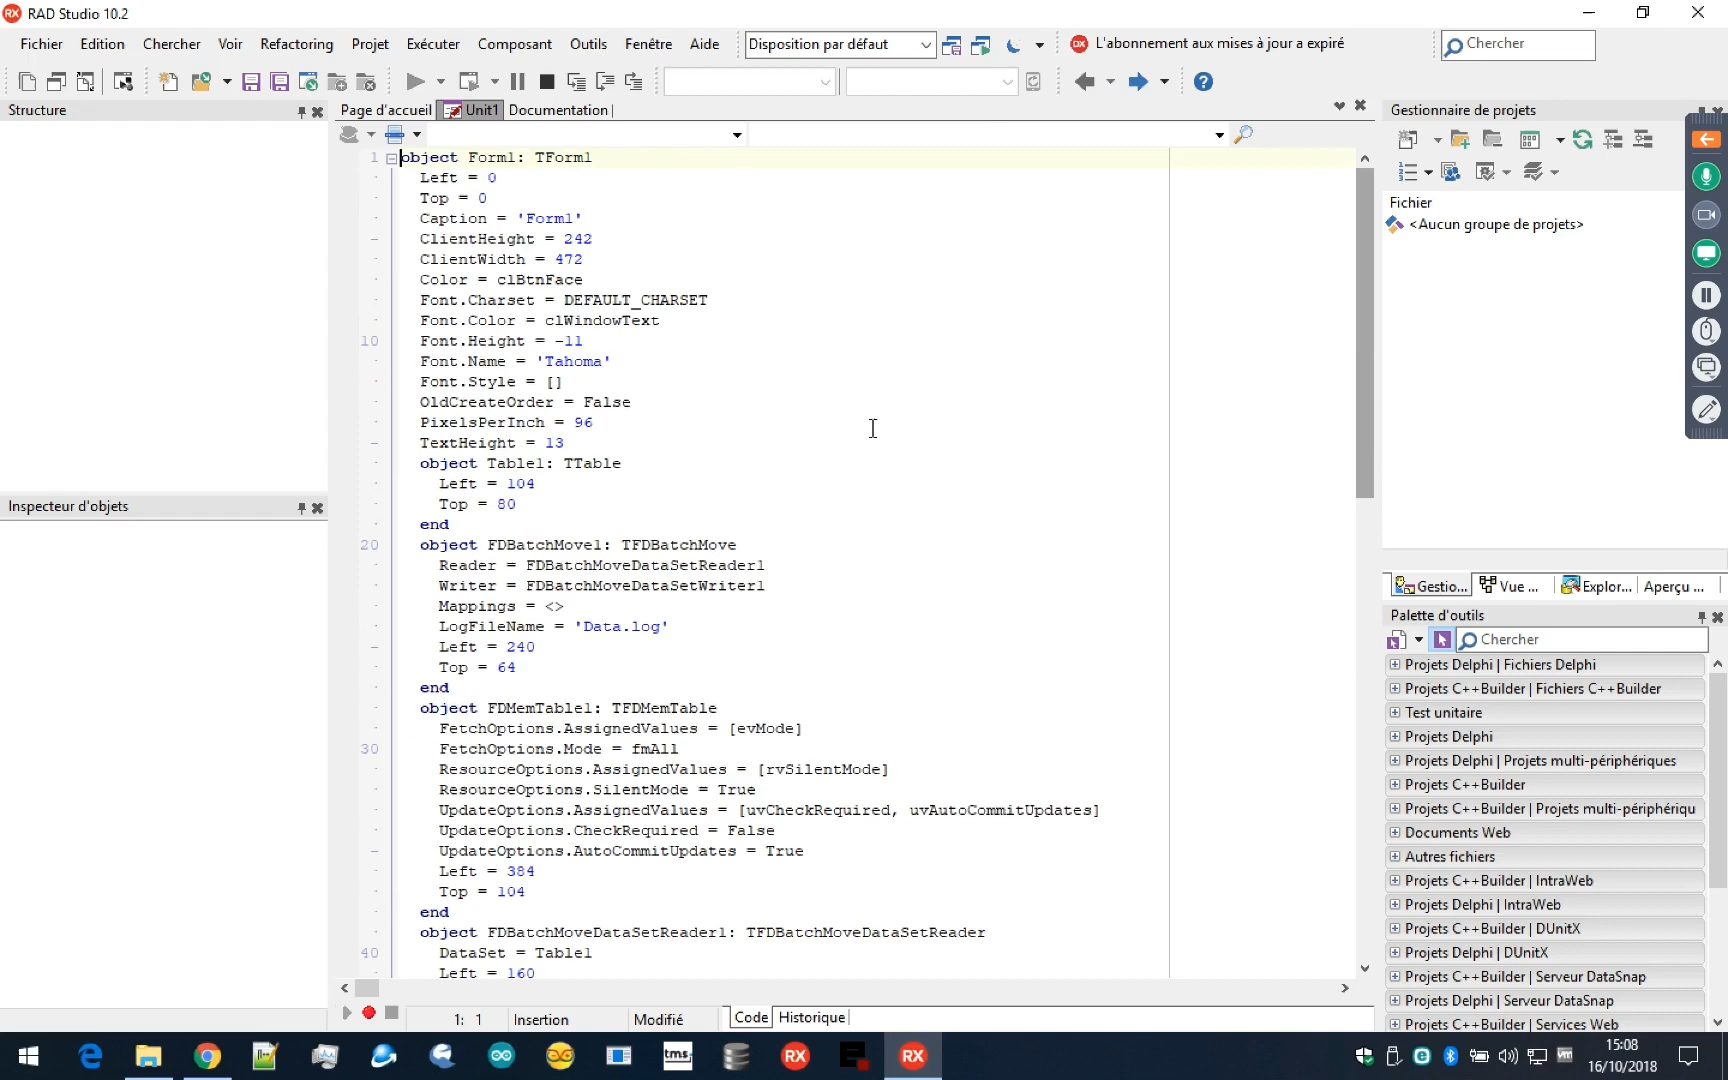 RAD Studio 10.2
Fichier Edition Chercher Voir Refactoring Projet Exécuter Composant Outils Fenêtre Aide
Disposition par défaut
L'abonnement aux mises à jour a expiré
Chercher
Structure
Page d'accueil Unit1 Documentation
Gestionnaire de projets
1 object Form1: TForm1
Left = 0
Top = 0
Caption = 'Form1'
ClientHeight = 242
ClientWidth = 472
Color = clBtnFace
Font.Charset = DEFAULT_CHARSET
Font.Color = clWindowText
10 Font.Height = -11
Font.Name = 'Tahoma'
Font.Style = []
OldCreateOrder = False
PixelsPerInch = 96
TextHeight = 13
object Table1: TTable
Left = 104
Top = 80
end
20 object FDBatchMove1: TFDBatchMove
Reader = FDBatchMoveDataSetReader1
Writer = FDBatchMoveDataSetWriter1
Mappings = <>
LogFileName = 'Data.log'
Left = 240
Top = 64
end
object FDMemTable1: TFDMemTable
FetchOptions.AssignedValues = [evMode]
30 FetchOptions.Mode = fmAll
ResourceOptions.AssignedValues = [rvSilentMode]
ResourceOptions.SilentMode = True
UpdateOptions.AssignedValues = [uvCheckRequired, uvAutoCommitUpdates]
UpdateOptions.CheckRequired = False
UpdateOptions.AutoCommitUpdates = True
Left = 384
Top = 104
end
object FDBatchMoveDataSetReader1: TFDBatchMoveDataSetReader
40 DataSet = Table1
Left = 160
1: 1 Insertion Modifié Code Historique
Inspecteur d'objets
Fichier
<Aucun groupe de projets>
Gestio... Vue ... Explor... Aperçu ...
Palette d'outils
Chercher
Projets Delphi | Fichiers Delphi
Projets C++Builder | Fichiers C++Builder
Test unitaire
Projets Delphi
Projets Delphi | Projets multi-périphériques
Projets C++Builder
Projets C++Builder | Projets multi-périphériqu
Documents Web
Autres fichiers
Projets C++Builder | IntraWeb
Projets Delphi | IntraWeb
Projets C++Builder | DUnitX
Projets Delphi | DUnitX
Projets C++Builder | Serveur DataSnap
Projets Delphi | Serveur DataSnap
Projets C++Builder | Services Web
tms
RX
RX
15:08
16/10/2018